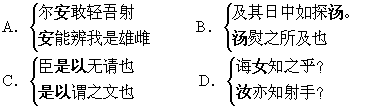 A. 尔安敢轻吾射 B. 及其日中如探汤。
安能辨我是雄雌 汤熨之所及也
C. 臣是以无请也 D. 诲女知之乎？
是以谓之文也 汝亦知射乎？